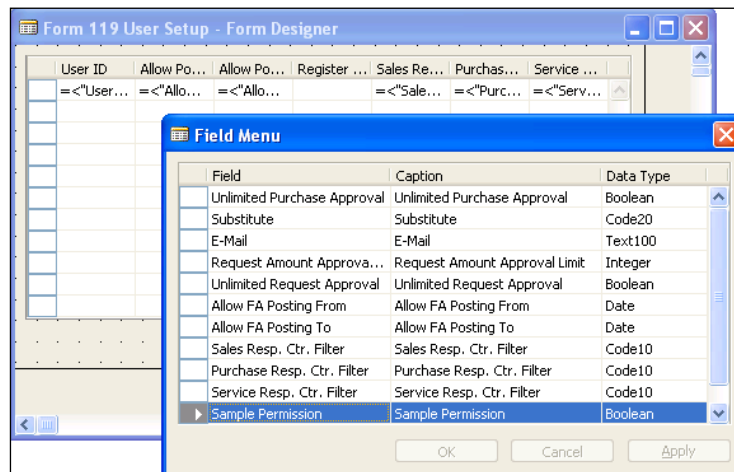 Form 119 User Setup - Form Designer
User ID Allow Po... Allow Po... Register ... Sales Re... Purchas... Service ...
=<"User... =<"Allo... =<"Allo... =<"Sale... =<"Purc... =<"Serv...
Field Menu
Field Caption Data Type
Unlimited Purchase Approval Unlimited Purchase Approval Boolean
Substitute Substitute Code20
E-Mail E-Mail Text100
Request Amount Approva... Request Amount Approval Limit Integer
Unlimited Request Approval Unlimited Request Approval Boolean
Allow FA Posting From Allow FA Posting From Date
Allow FA Posting To Allow FA Posting To Date
Sales Resp. Ctr. Filter Sales Resp. Ctr. Filter Code10
Purchase Resp. Ctr. Filter Purchase Resp. Ctr. Filter Code10
Service Resp. Ctr. Filter Service Resp. Ctr. Filter Code10
Sample Permission Sample Permission Boolean
OK Cancel Apply